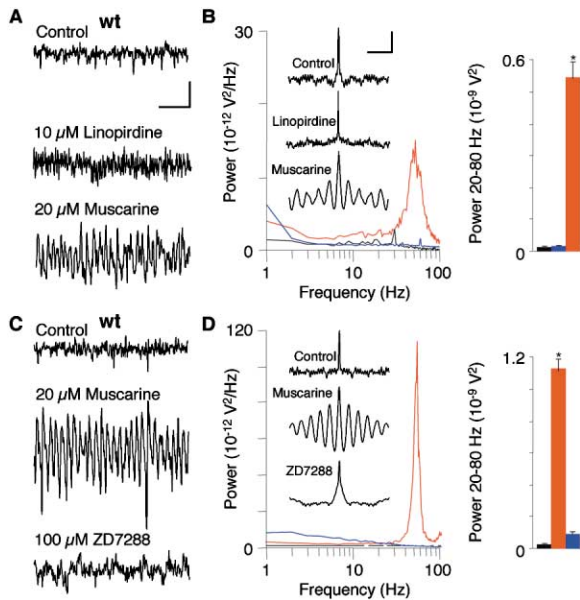 A
wt
Control
10 µM Linopirdine
20 µM Muscarine
B
30
0
Power (10-12 V2/Hz)
Control
Linopirdine
Muscarine
1
10
100
Frequency (Hz)
0.6
0
Power 20-80 Hz (10-9 V2)
*
C
wt
Control
20 µM Muscarine
100 µM ZD7288
D
120
0
Power (10-12 V2/Hz)
Control
Muscarine
ZD7288
1
10
100
Frequency (Hz)
1.2
0
Power 20-80 Hz (10-9 V2)
*